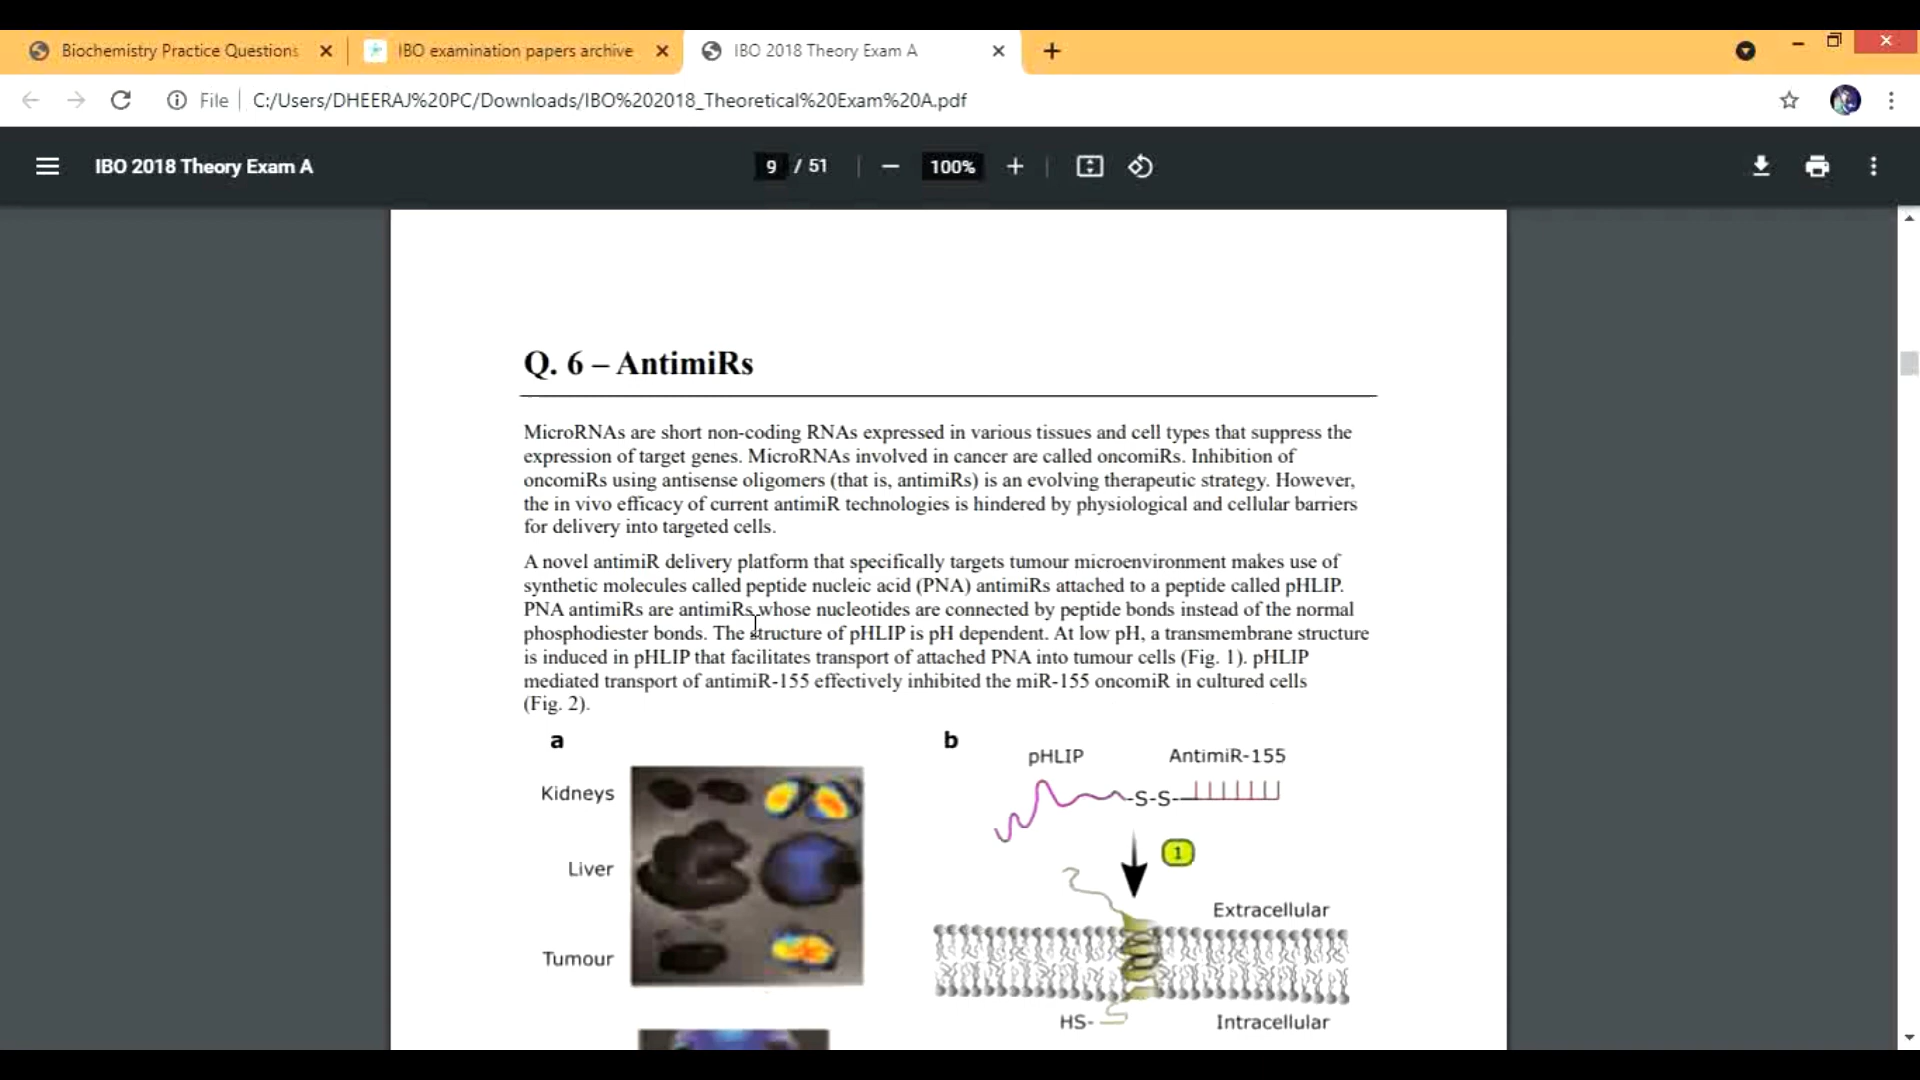 Biochemistry Practice Questions
IBO examination papers archive
IBO 2018 Theory Exam A
File
C:/Users/DHEERAJ%20PC/Downloads/IBO%202018_Theoretical%20Exam%20A.pdf
IBO 2018 Theory Exam A
9 / 51
100%
Q. 6 – AntimiRs
MicroRNAs are short non-coding RNAs expressed in various tissues and cell types that suppress the
expression of target genes. MicroRNAs involved in cancer are called oncomiRs. Inhibition of
oncomiRs using antisense oligomers (that is, antimiRs) is an evolving therapeutic strategy. However,
the in vivo efficacy of current antimiR technologies is hindered by physiological and cellular barriers
for delivery into targeted cells.
A novel antimiR delivery platform that specifically targets tumour microenvironment makes use of
synthetic molecules called peptide nucleic acid (PNA) antimiRs attached to a peptide called pHLIP.
PNA antimiRs are antimiRs whose nucleotides are connected by peptide bonds instead of the normal
phosphodiester bonds. The structure of pHLIP is pH dependent. At low pH, a transmembrane structure
is induced in pHLIP that facilitates transport of attached PNA into tumour cells (Fig. 1). pHLIP
mediated transport of antimiR-155 effectively inhibited the miR-155 oncomiR in cultured cells
(Fig. 2).
a
Kidneys
Liver
Tumour
b
pHLIP
AntimiR-155
-S-S-
1
Extracellular
HS-
Intracellular